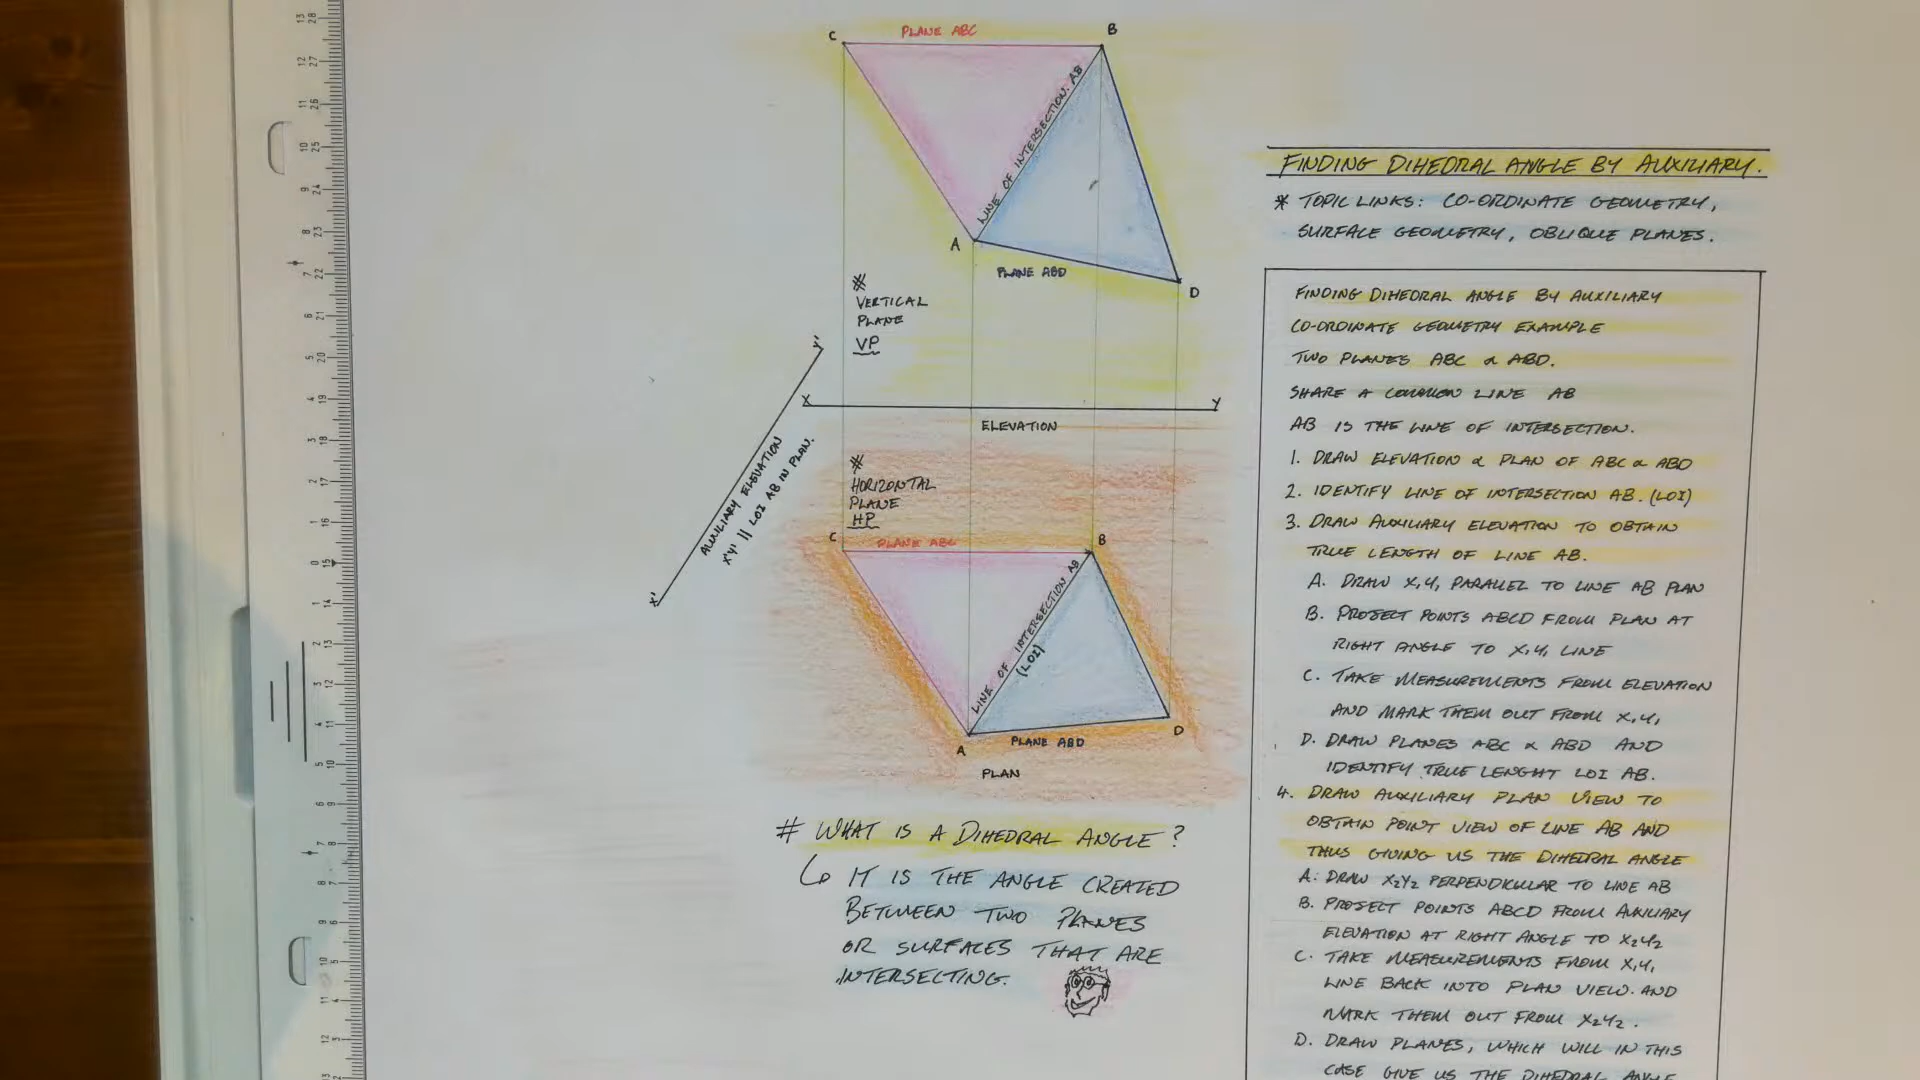 C
PLANE ABC
B
LINE OF INTERSECTION. AB
A
PLANE ABD
D
#
VERTICAL
PLANE
VP
Y'
X
Y
ELEVATION
AUXILIARY ELEVATION
X'Y' || LOI AB IN PLAN.
X'
#
HORIZONTAL
PLANE
HP
C
PLANE ABC
B
LINE OF INTERSECTION AB
(LOI)
A
PLANE ABD
D
PLAN
# WHAT IS A DIHEDRAL ANGLE?
↳ IT IS THE ANGLE CREATED
BETWEEN TWO PLANES
OR SURFACES THAT ARE
INTERSECTING.
FINDING DIHEDRAL ANGLE BY AUXILIARY.
* TOPIC LINKS: CO-ORDINATE GEOMETRY,
SURFACE GEOMETRY, OBLIQUE PLANES.
FINDING DIHEDRAL ANGLE BY AUXILIARY
CO-ORDINATE GEOMETRY EXAMPLE
TWO PLANES ABC & ABD.
SHARE A COMMON LINE AB
AB IS THE LINE OF INTERSECTION.
1. DRAW ELEVATION & PLAN OF ABC & ABD
2. IDENTIFY LINE OF INTERSECTION AB. (LOI)
3. DRAW AUXILIARY ELEVATION TO OBTAIN
TRUE LENGTH OF LINE AB.
A. DRAW X₁Y₁ PARALLEL TO LINE AB PLAN
B. PROJECT POINTS ABCD FROM PLAN AT
RIGHT ANGLE TO X₁Y₁ LINE
C. TAKE MEASUREMENTS FROM ELEVATION
AND MARK THEM OUT FROM X₁Y₁
D. DRAW PLANES ABC & ABD AND
IDENTIFY TRUE LENGHT LOI AB.
4. DRAW AUXILIARY PLAN VIEW TO
OBTAIN POINT VIEW OF LINE AB AND
THUS GIVING US THE DIHEDRAL ANGLE
A: DRAW X₂Y₂ PERPENDICULAR TO LINE AB
B. PROJECT POINTS ABCD FROM AUXILIARY
ELEVATION AT RIGHT ANGLE TO X₂Y₂
C. TAKE MEASUREMENTS FROM X₁Y₁
LINE BACK INTO PLAN VIEW. AND
MARK THEM OUT FROM X₂Y₂.
D. DRAW PLANES, WHICH WILL IN THIS
CASE GIVE US THE DIHEDRAL ANGLE